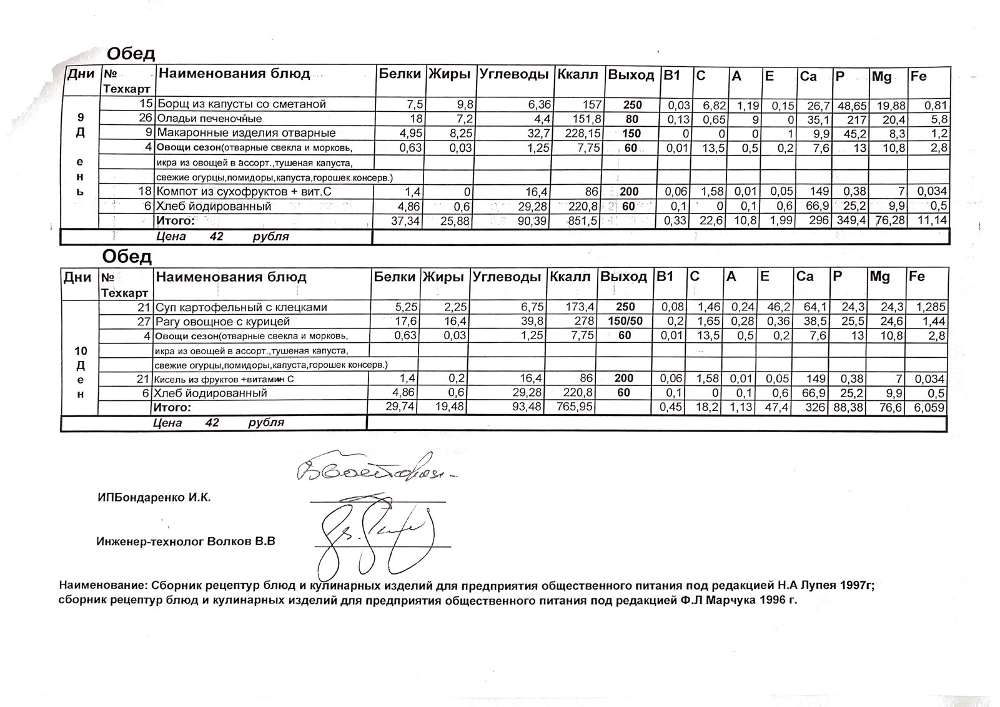 Обед
Дни № Техкарт Наименования блюд Белки Жиры Углеводы Ккалл Выход В1 С А Е Са Р Mg Fe
15 Борщ из капусты со сметаной 7,5 9,8 6,36 157 250 0,03 6,82 1,19 0,15 26,7 48,65 19,88 0,81
9 26 Оладьи печеночные 18 7,2 4,4 151,8 80 0,13 0,65 9 0 35,1 217 20,4 5,8
Д 9 Макаронные изделия отварные 4,95 8,25 32,7 228,15 150 0 0 0 1 9,9 45,2 8,3 1,2
4 Овощи сезон(отварные свекла и морковь, 0,63 0,03 1,25 7,75 60 0,01 13,5 0,5 0,2 7,6 13 10,8 2,8
е икра из овощей в ассорт.,тушеная капуста,
н свежие огурцы,помидоры,капуста,горошек консерв.)
ь 18 Компот из сухофруктов + вит.С 1,4 0 16,4 86 200 0,06 1,58 0,01 0,05 149 0,38 7 0,034
6 Хлеб йодированный 4,86 0,6 29,28 220,8 60 0,1 0 0,1 0,6 66,9 25,2 9,9 0,5
Итого: 37,34 25,88 90,39 851,5 0,33 22,6 10,8 1,99 296 349,4 76,28 11,14
Цена 42 рубля
Обед
Дни № Техкарт Наименования блюд Белки Жиры Углеводы Ккалл Выход В1 С А Е Са Р Mg Fe
21 Суп картофельный с клецками 5,25 2,25 6,75 173,4 250 0,08 1,46 0,24 46,2 64,1 24,3 24,3 1,285
27 Рагу овощное с курицей 17,6 16,4 39,8 278 150/50 0,2 1,65 0,28 0,36 38,5 25,5 24,6 1,44
4 Овощи сезон(отварные свекла и морковь, 0,63 0,03 1,25 7,75 60 0,01 13,5 0,5 0,2 7,6 13 10,8 2,8
10 икра из овощей в ассорт.,тушеная капуста,
Д свежие огурцы,помидоры,капуста,горошек консерв.)
е 21 Кисель из фруктов +витамин С 1,4 0,2 16,4 86 200 0,06 1,58 0,01 0,05 149 0,38 7 0,034
н 6 Хлеб йодированный 4,86 0,6 29,28 220,8 60 0,1 0 0,1 0,6 66,9 25,2 9,9 0,5
Итого: 29,74 19,48 93,48 765,95 0,45 18,2 1,13 47,4 326 88,38 76,6 6,059
Цена 42 рубля
ИПБондаренко И.К.
Инженер-технолог Волков В.В
Наименование: Сборник рецептур блюд и кулинарных изделий для предприятия общественного питания под редакцией Н.А Лупея 1997г;
сборник рецептур блюд и кулинарных изделий для предприятия общественного питания под редакцией Ф.Л Марчука 1996 г.